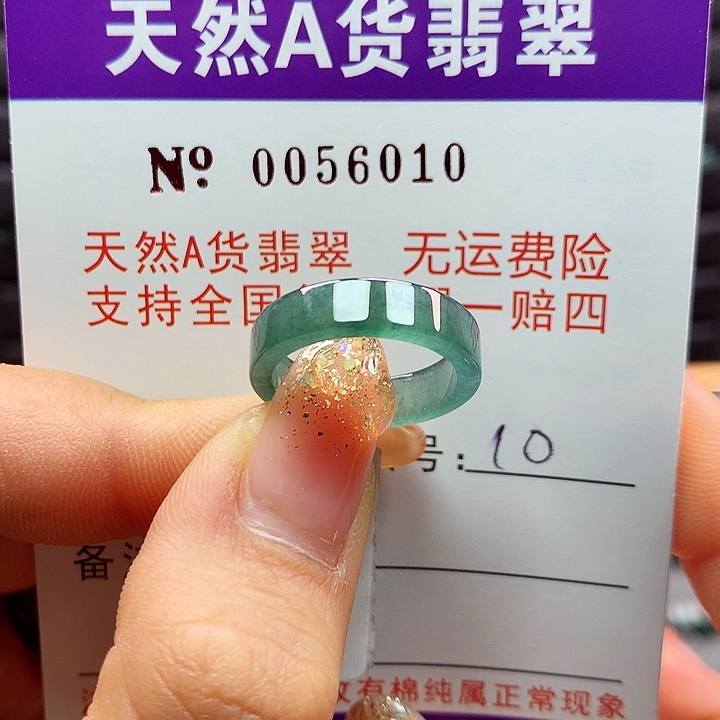 天然A货翡翠
No 0056010
天然A货翡翠 无运费险
支持全国 一赔四
号: 10
备
有棉纯属正常现象